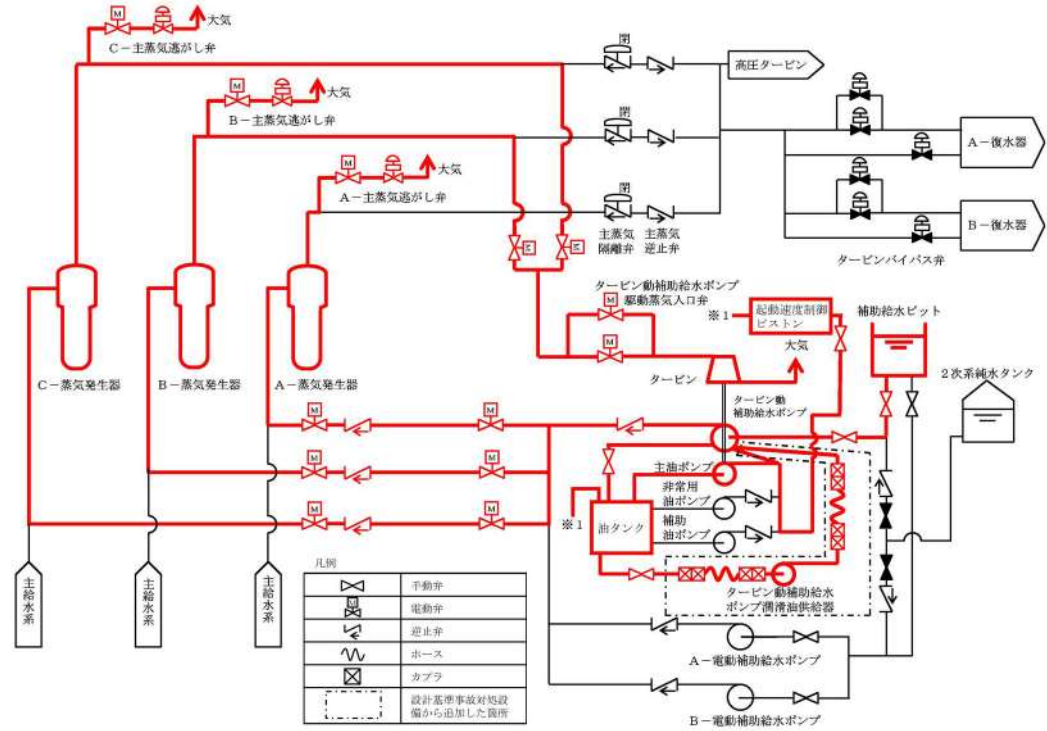 大気
C－主蒸気逃がし弁
大気
B－主蒸気逃がし弁
大気
A－主蒸気逃がし弁
M
M
M
閉
閉
閉
主蒸気
隔離弁
主蒸気
逆止弁
高圧タービン
A－復水器
B－復水器
タービンバイパス弁
M
M
C－蒸気発生器
B－蒸気発生器
A－蒸気発生器
タービン動補助給水ポンプ
駆動蒸気入口弁
M
M
※1
起動速度制御
ピストン
大気
補助給水ピット
2次系純水タンク
タービン
タービン動
補助給水ポンプ
M
M
M
M
M
M
主油ポンプ
非常用
油ポンプ
補助
油ポンプ
※1
油タンク
タービン動補助給水
ポンプ潤滑油供給器
A－電動補助給水ポンプ
B－電動補助給水ポンプ
主給水系
主給水系
主給水系
凡例
手動弁
M
電動弁
逆止弁
ホース
カプラ
設計基準事故対処設
備から追加した箇所